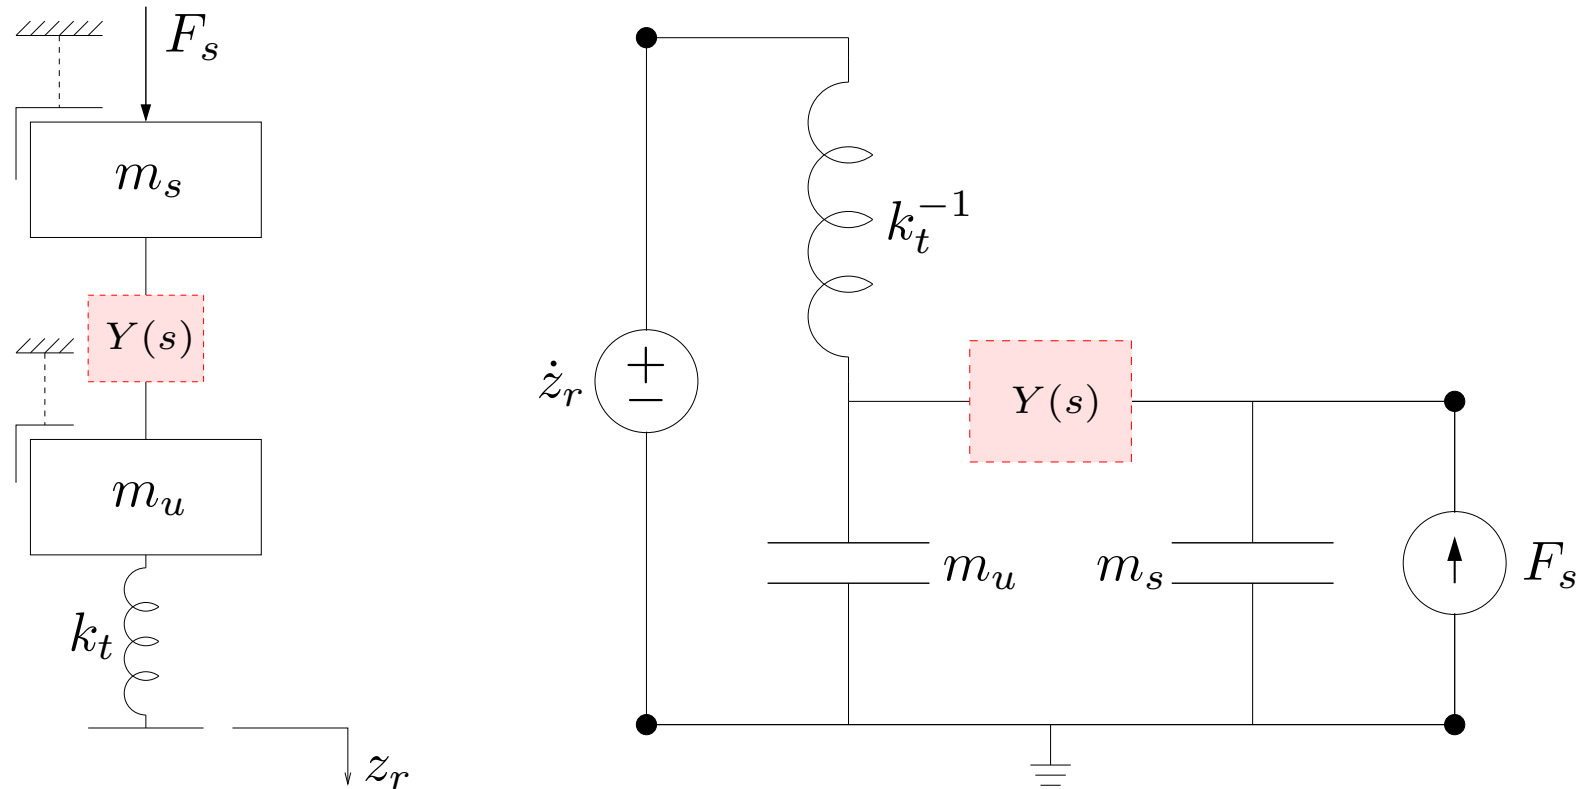 F_s
m_s
Y(s)
m_u
k_t
z_r
k_t^{-1}
ż_r
+
−
Y(s)
m_u
m_s
F_s